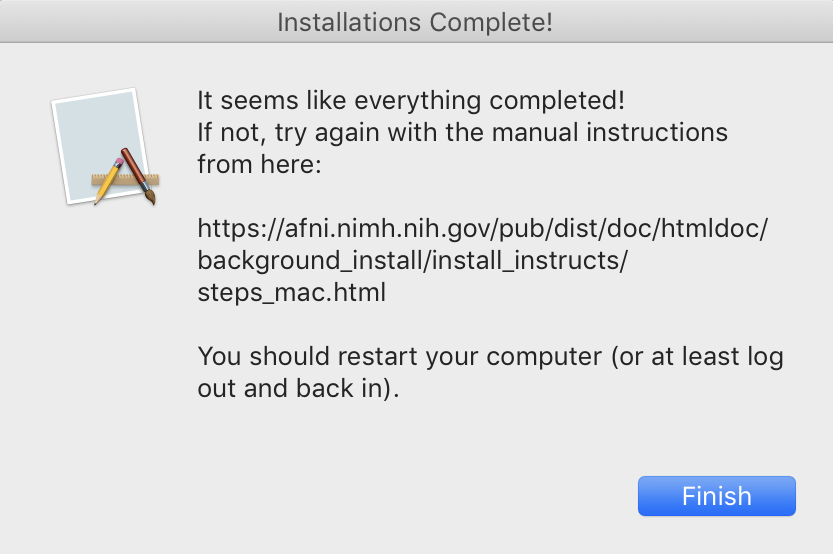 Installations Complete!
It seems like everything completed!
If not, try again with the manual instructions
from here:
https://afni.nimh.nih.gov/pub/dist/doc/htmldoc/
background_install/install_instructs/
steps_mac.html
You should restart your computer (or at least log
out and back in).
Finish